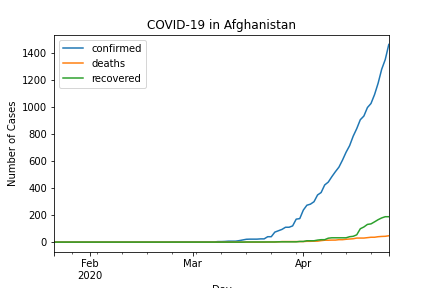 COVID-19 in Afghanistan
confirmed
deaths
recovered
Number of Cases
1400
1200
1000
800
600
400
200
0
Feb
2020
Mar
Apr